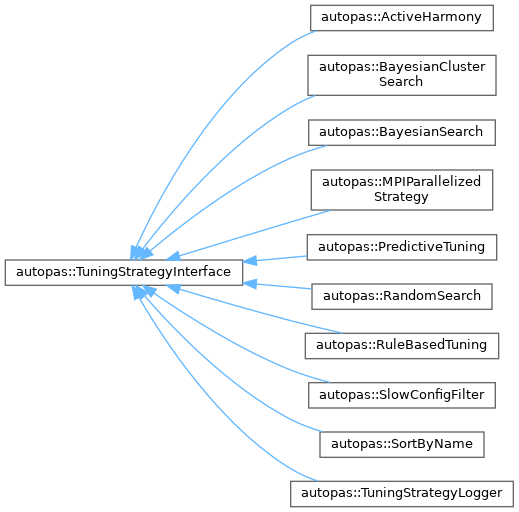 autopas::ActiveHarmony
autopas::BayesianCluster
Search
autopas::BayesianSearch
autopas::MPIParallelized
Strategy
autopas::PredictiveTuning
autopas::TuningStrategyInterface
autopas::RandomSearch
autopas::RuleBasedTuning
autopas::SlowConfigFilter
autopas::SortByName
autopas::TuningStrategyLogger